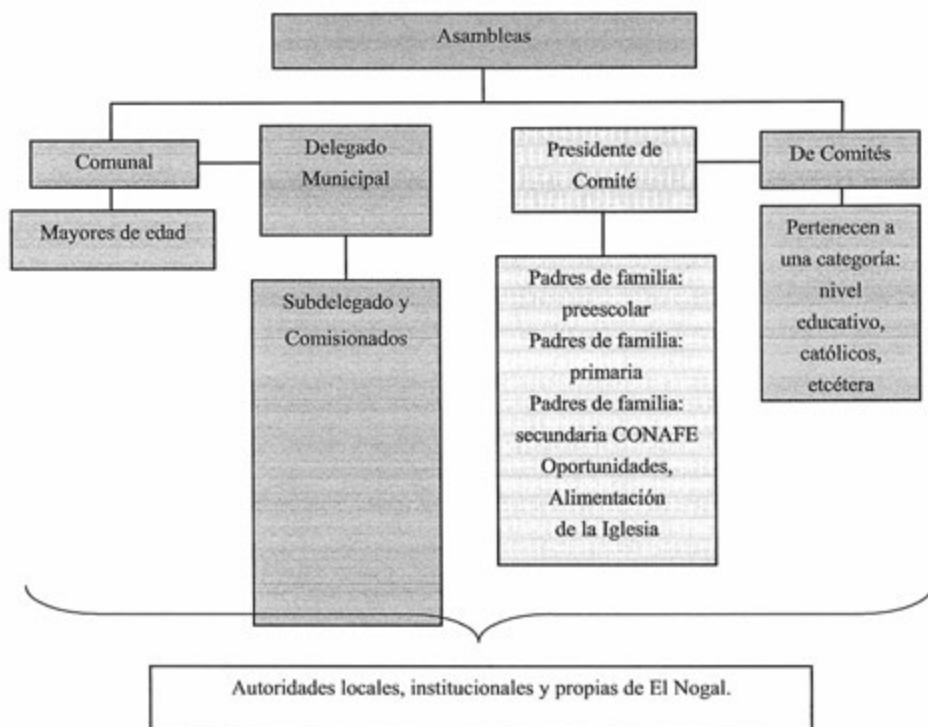 Asambleas
Comunal
Mayores de edad
Delegado
Municipal
Subdelegado y
Comisionados
Presidente de
Comité
Padres de familia:
preescolar
Padres de familia:
primaria
Padres de familia:
secundaria CONAFE
Oportunidades,
Alimentación
de la Iglesia
De Comités
Pertenecen a
una categoría:
nivel
educativo,
católicos,
etcétera
Autoridades locales, institucionales y propias de El Nogal.